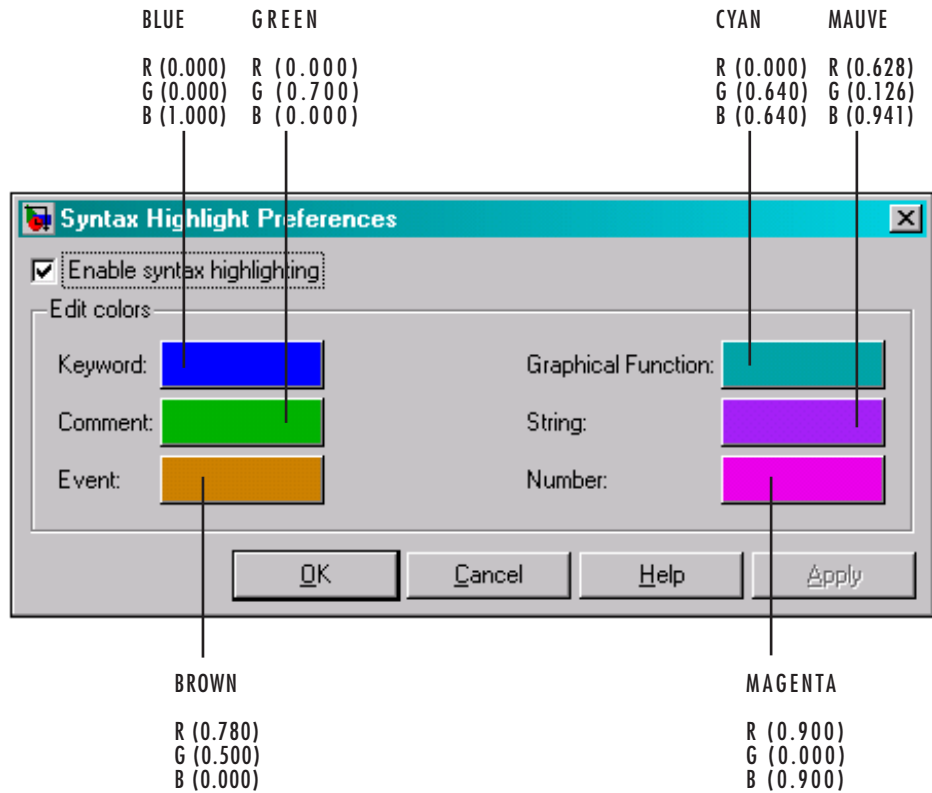 BLUE GREEN CYAN MAUVE
R (0.000) R (0.000) R (0.000) R (0.628)
G (0.000) G (0.700) G (0.640) G (0.126)
B (1.000) B (0.000) B (0.640) B (0.941)
Syntax Highlight Preferences
Enable syntax highlighting
Edit colors
Keyword: Graphical Function:
Comment: String:
Event: Number:
OK Cancel Help Apply
BROWN MAGENTA
R (0.780) R (0.900)
G (0.500) G (0.000)
B (0.000) B (0.900)